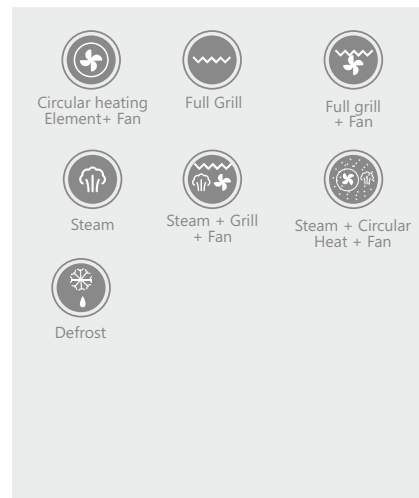 Circular heating
Element+ Fan
Full Grill
Full grill
+ Fan
Steam
Steam + Grill
+ Fan
Steam + Circular
Heat + Fan
Defrost